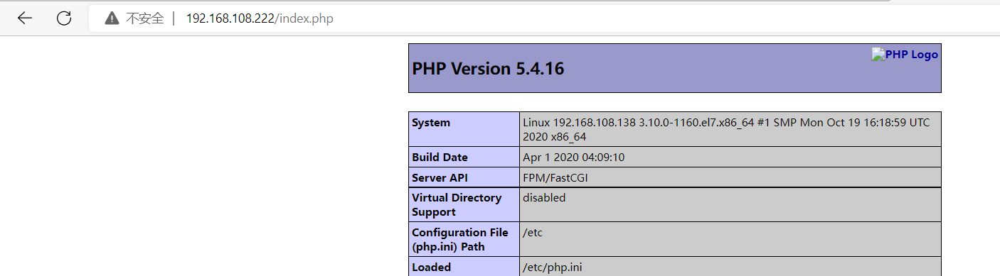 不安全 | 192.168.108.222/index.php
PHP Logo
PHP Version 5.4.16
System Linux 192.168.108.138 3.10.0-1160.el7.x86_64 #1 SMP Mon Oct 19 16:18:59 UTC
2020 x86_64
Build Date Apr 1 2020 04:09:10
Server API FPM/FastCGI
Virtual Directory disabled
Support
Configuration File /etc
(php.ini) Path
Loaded /etc/php.ini